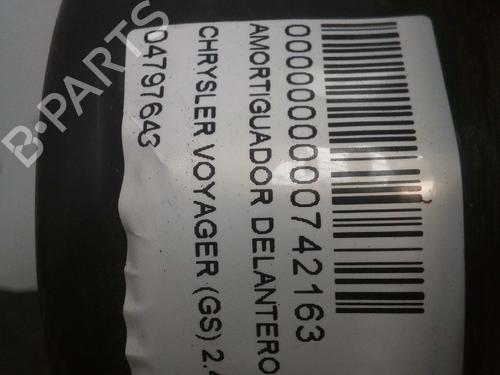 0000000000742163
AMORTIGUADOR DELANTERO
CHRYSLER VOYAGER (GS) 2.4
04797643
B-PARTS